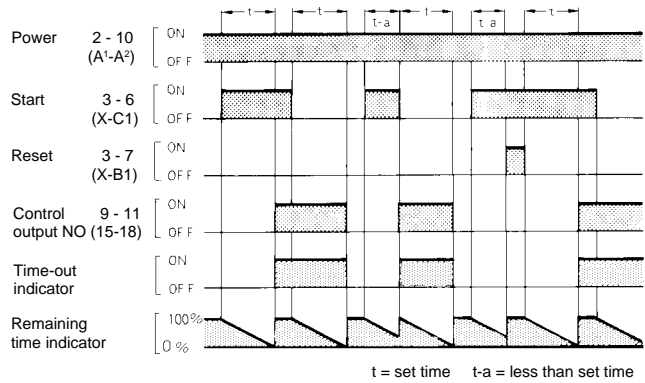 t t t-a t t a t
Power 2 - 10 ON
(A¹-A²) OFF
Start 3 - 6 ON
(X-C1) OFF
Reset 3 - 7 ON
(X-B1) OFF
Control 9 - 11 ON
output NO (15-18) OFF
Time-out ON
indicator OFF
Remaining 100%
time indicator 0 %
t = set time t-a = less than set time